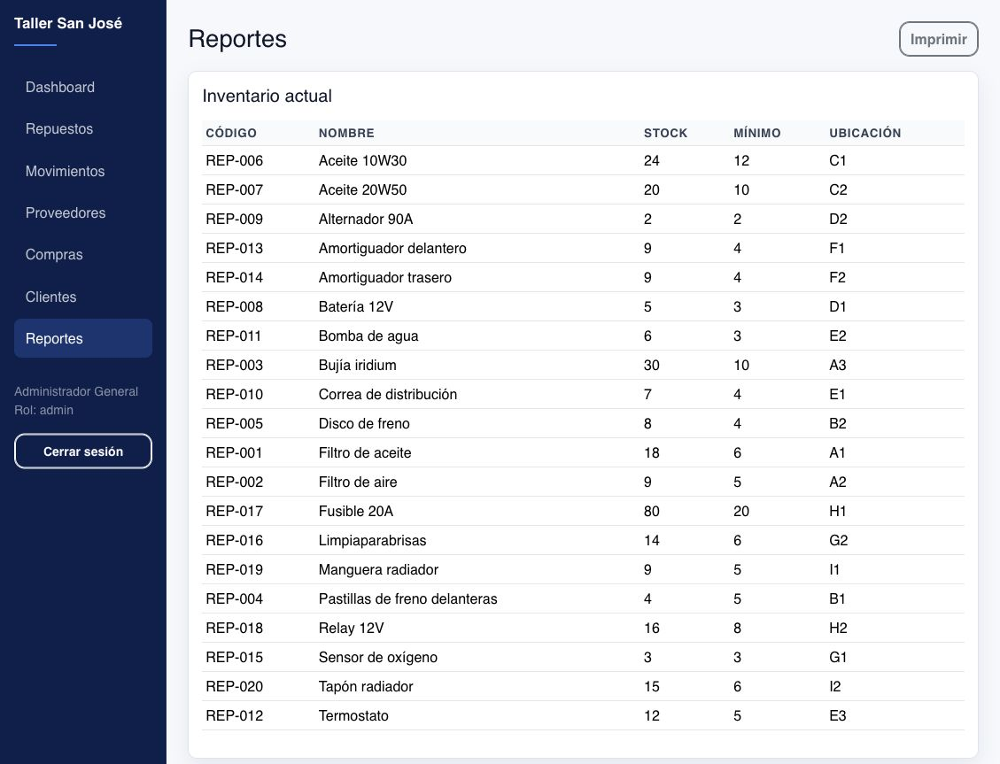 Taller San José
Dashboard
Repuestos
Movimientos
Proveedores
Compras
Clientes
Reportes
Administrador General
Rol: admin
Cerrar sesión
Reportes
Imprimir
Inventario actual
CÓDIGO NOMBRE STOCK MÍNIMO UBICACIÓN
REP-006 Aceite 10W30 24 12 C1
REP-007 Aceite 20W50 20 10 C2
REP-009 Alternador 90A 2 2 D2
REP-013 Amortiguador delantero 9 4 F1
REP-014 Amortiguador trasero 9 4 F2
REP-008 Batería 12V 5 3 D1
REP-011 Bomba de agua 6 3 E2
REP-003 Bujía iridium 30 10 A3
REP-010 Correa de distribución 7 4 E1
REP-005 Disco de freno 8 4 B2
REP-001 Filtro de aceite 18 6 A1
REP-002 Filtro de aire 9 5 A2
REP-017 Fusible 20A 80 20 H1
REP-016 Limpiaparabrisas 14 6 G2
REP-019 Manguera radiador 9 5 I1
REP-004 Pastillas de freno delanteras 4 5 B1
REP-018 Relay 12V 16 8 H2
REP-015 Sensor de oxígeno 3 3 G1
REP-020 Tapón radiador 15 6 I2
REP-012 Termostato 12 5 E3